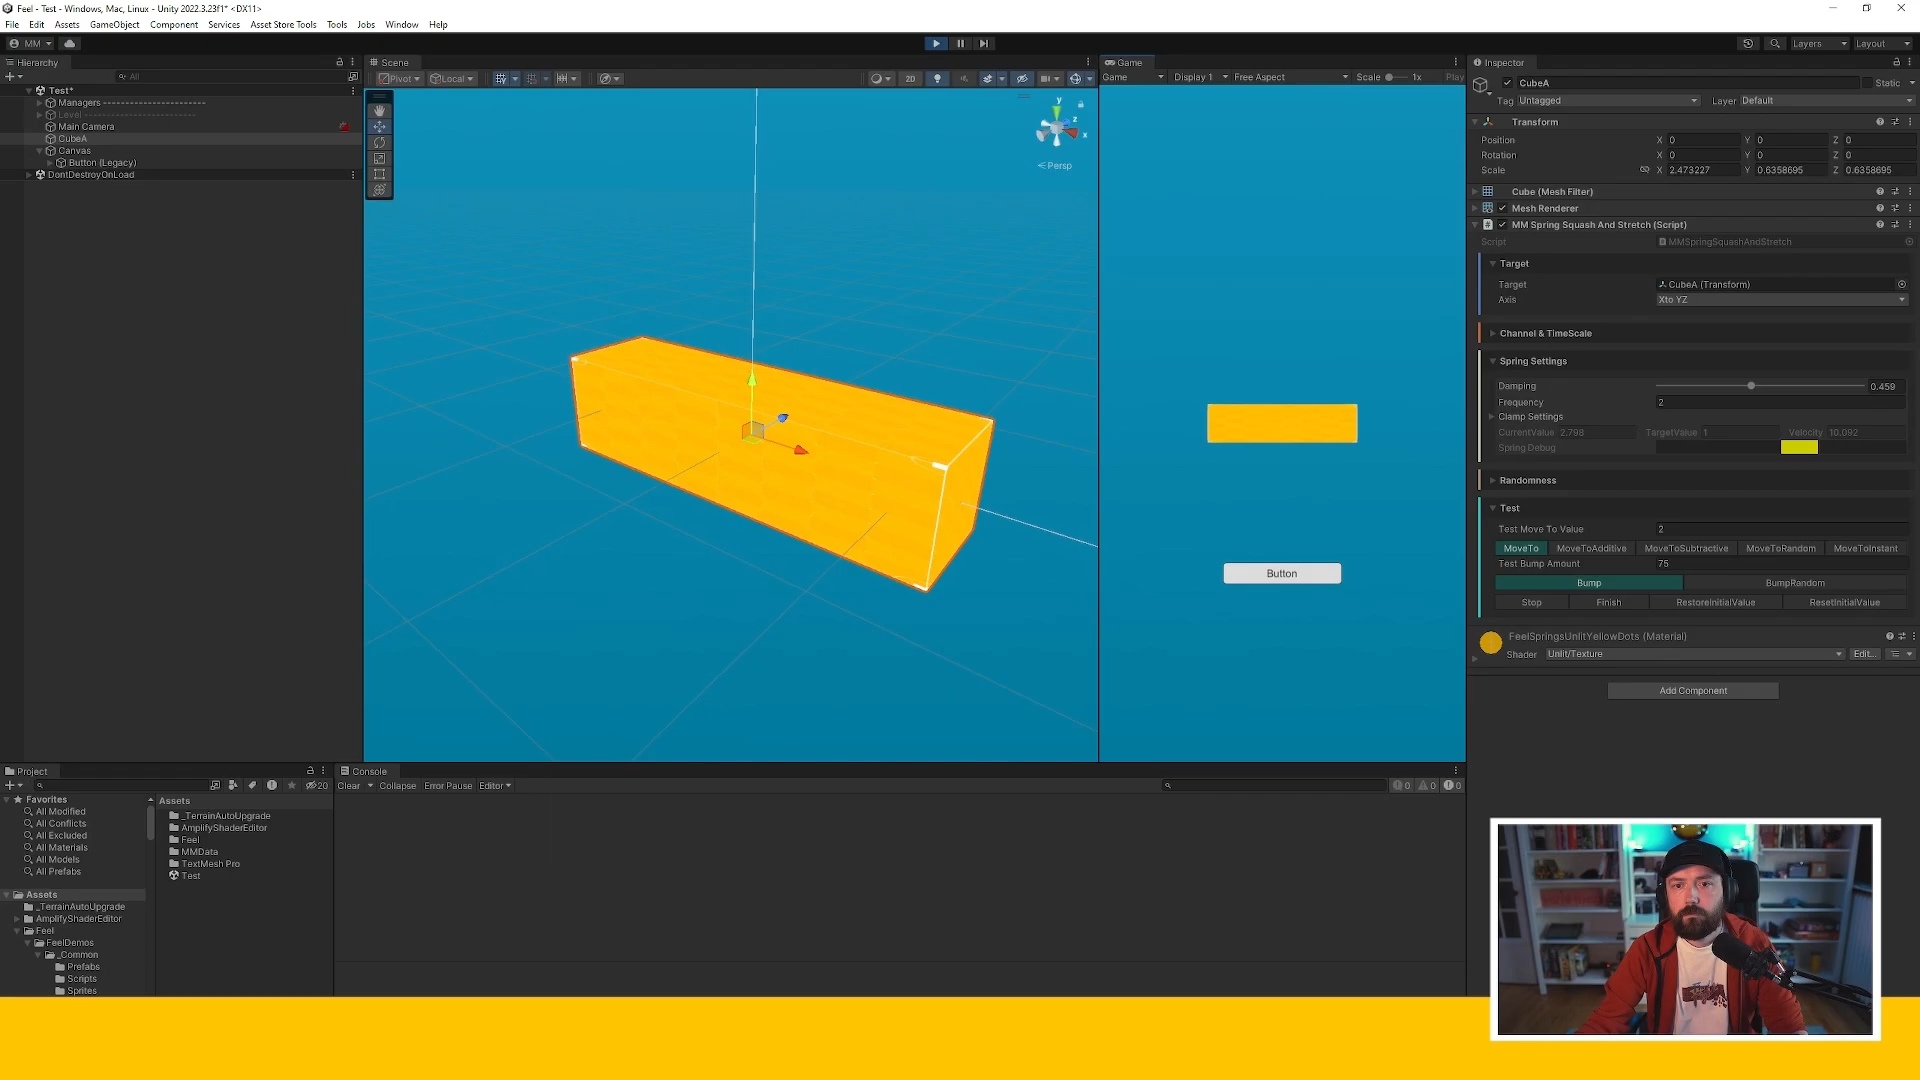 Feel - Test - Windows, Mac, Linux - Unity 2022.3.23f1* <DX11>
File Edit Assets GameObject Component Services Asset Store Tools Tools Jobs Window Help
MM
Layers Layout
Hierarchy
All
Test*
Managers ------------------------
Level --------------------------
Main Camera
CubeA
Canvas
Button (Legacy)
DontDestroyOnLoad
Scene
Pivot Local 2D
y
z
x
Persp
Game
Game Display 1 Free Aspect Scale 1x Play
Button
Inspector
CubeA Static
Tag Untagged Layer Default
Transform
Position X 0 Y 0 Z 0
Rotation X 0 Y 0 Z 0
Scale X 2.473227 Y 0.6358695 Z 0.6358695
Cube (Mesh Filter)
Mesh Renderer
# MM Spring Squash And Stretch (Script)
Script MMSpringSquashAndStretch
Target
Target CubeA (Transform)
Axis Xto YZ
Channel & TimeScale
Spring Settings
Damping 0.459
Frequency 2
Clamp Settings
CurrentValue 2.798 TargetValue 1 Velocity 10.092
Spring Debug
Randomness
Test
Test Move To Value 2
MoveTo MoveToAdditive MoveToSubtractive MoveToRandom MoveToInstant
Test Bump Amount 75
Bump BumpRandom
Stop Finish RestoreInitialValue ResetInitialValue
FeelSpringsUnlitYellowDots (Material)
Shader Unlit/Texture Edit...
Add Component
Project
20
Favorites
All Modified
All Conflicts
All Excluded
All Materials
All Models
All Prefabs
Assets
_TerrainAutoUpgrade
AmplifyShaderEditor
Feel
FeelDemos
_Common
Prefabs
Scripts
Sprites
Assets
_TerrainAutoUpgrade
AmplifyShaderEditor
Feel
MMData
TextMesh Pro
Test
Console
Clear Collapse Error Pause Editor
0 0 0